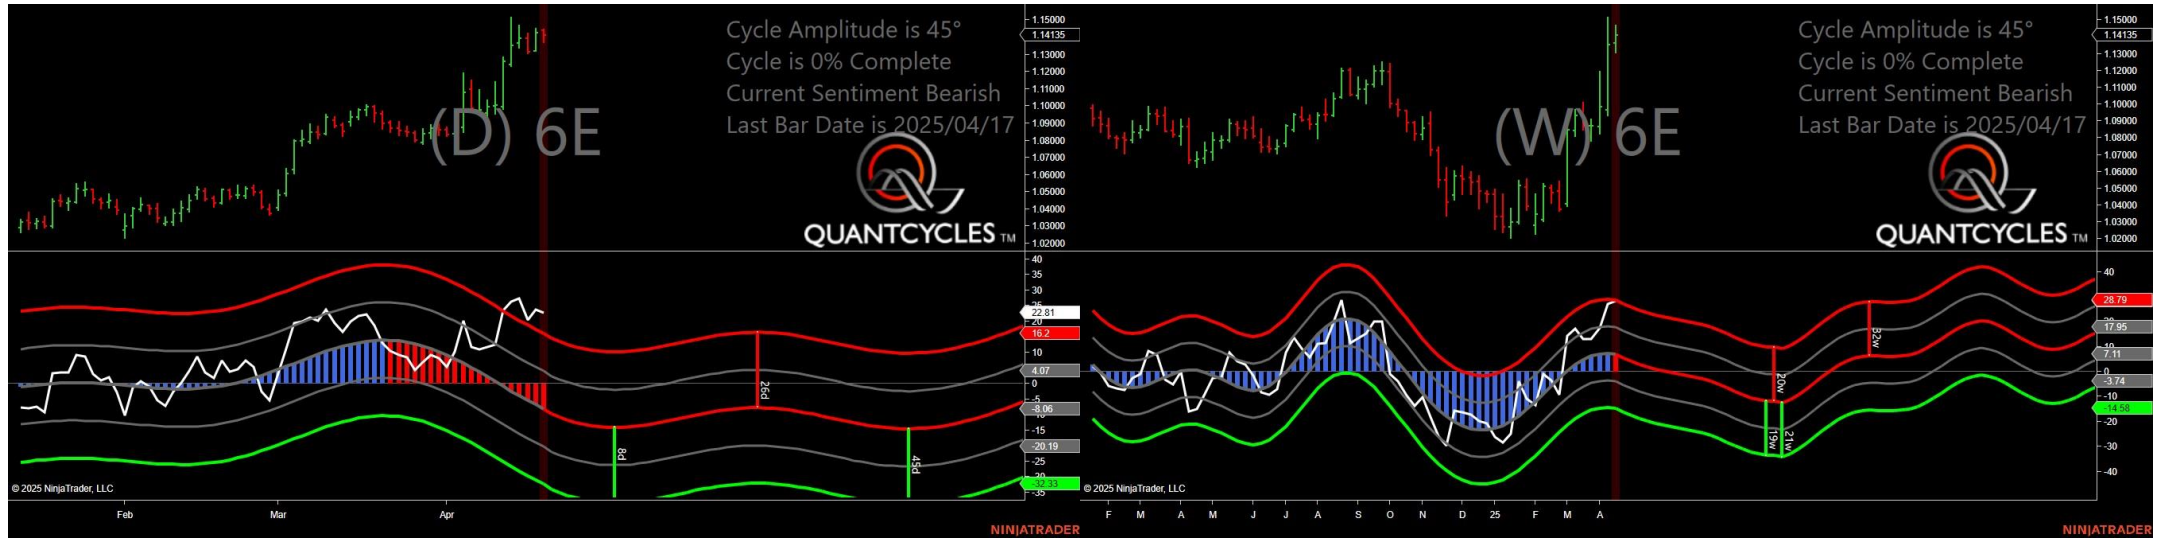 Cycle Amplitude is 45°
Cycle is 0% Complete
Current Sentiment Bearish
Last Bar Date is 2025/04/17
(D) 6E
QUANTCYCLES TM
1.15000
1.14135
1.13000
1.12000
1.11000
1.10000
1.09000
1.08000
1.07000
1.06000
1.05000
1.04000
1.03000
1.02000
40
35
30
22.81
16.2
10
4.07
0
-5
-8.06
-15
-20.19
-25
-32.33
-35
8d
26d
45d
© 2025 NinjaTrader, LLC
Feb
Mar
Apr
NINJATRADER
Cycle Amplitude is 45°
Cycle is 0% Complete
Current Sentiment Bearish
Last Bar Date is 2025/04/17
(W) 6E
QUANTCYCLES TM
1.15000
1.14135
1.13000
1.12000
1.11000
1.10000
1.09000
1.08000
1.07000
1.06000
1.05000
1.04000
1.03000
1.02000
40
28.79
17.95
7.11
0
-3.74
-10
-14.58
-20
-30
-40
19w
20w
21w
32w
© 2025 NinjaTrader, LLC
F
M
A
M
J
J
A
S
O
N
D
25
F
M
A
NINJATRADER